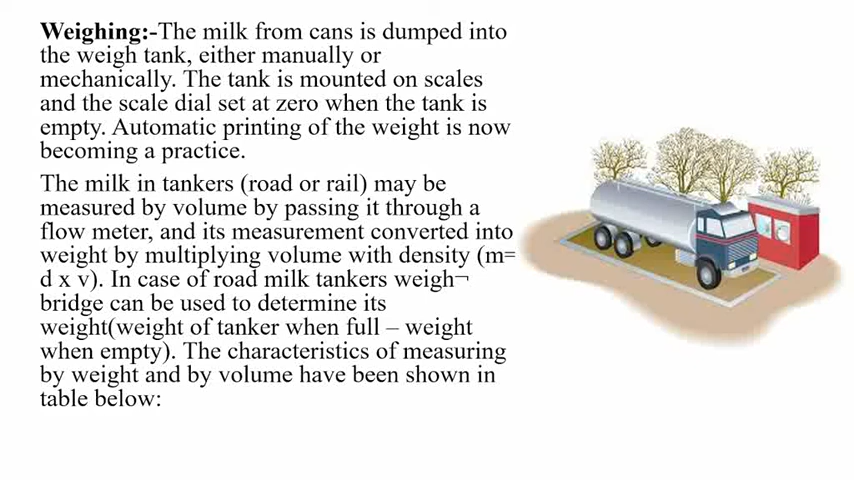 Weighing:-The milk from cans is dumped into
the weigh tank, either manually or
mechanically. The tank is mounted on scales
and the scale dial set at zero when the tank is
empty. Automatic printing of the weight is now
becoming a practice.
The milk in tankers (road or rail) may be
measured by volume by passing it through a
flow meter, and its measurement converted into
weight by multiplying volume with density (m=
d x v). In case of road milk tankers weigh¬
bridge can be used to determine its
weight(weight of tanker when full – weight
when empty). The characteristics of measuring
by weight and by volume have been shown in
table below: